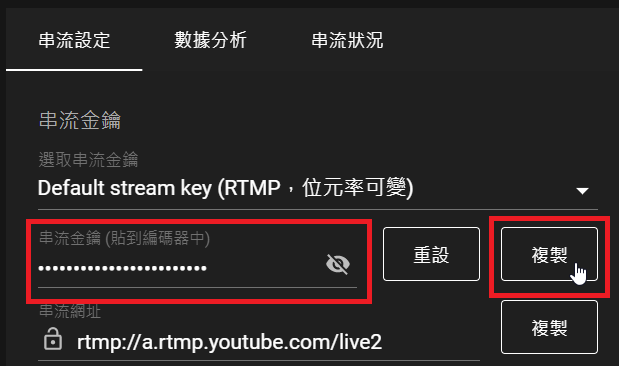 串流設定 數據分析 串流狀況
串流金鑰
選取串流金鑰
Default stream key (RTMP，位元率可變)
串流金鑰 (貼到編碼器中)
•••••••••••••••••••••••• 重設 複製
串流網址
rtmp://a.rtmp.youtube.com/live2 複製